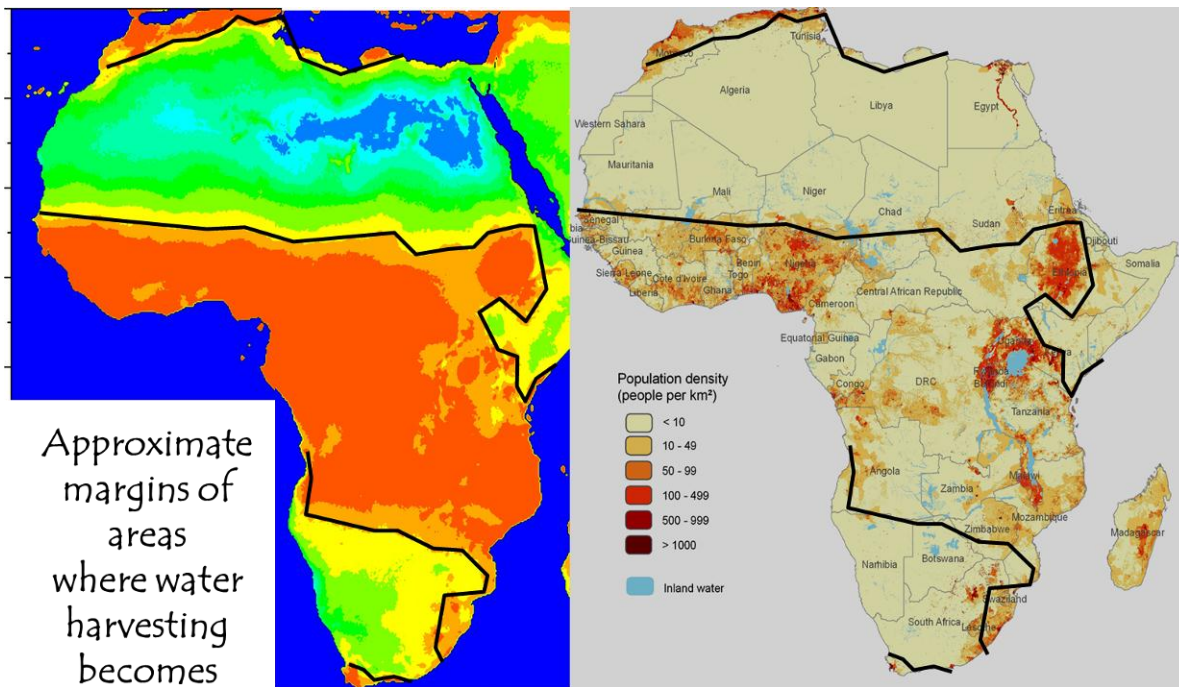 Approximate
margins of
areas
where water
harvesting
becomes
Tunisia
Algeria
Libya
Egypt
Western Sahara
Mauritania
Mali
Niger
Chad
Sudan
Eritrea
Senegal
Djibouti
Guinea-Bissau
Burkina Faso
Guinea
Benin
Nigeria
Ethiopia
Somalia
Sierra Leone
Cote d'Ivoire
Togo
Ghana
Liberia
Central African Republic
Cameroon
Equatorial Guinea
Gabon
Congo
DRC
Tanzania
Population density
(people per km²)
< 10
10 - 49
50 - 99
100 - 499
500 - 999
> 1000
Inland water
Angola
Zambia
Malawi
Mozambique
Zimbabwe
Madagascar
Namibia
Botswana
Swaziland
South Africa